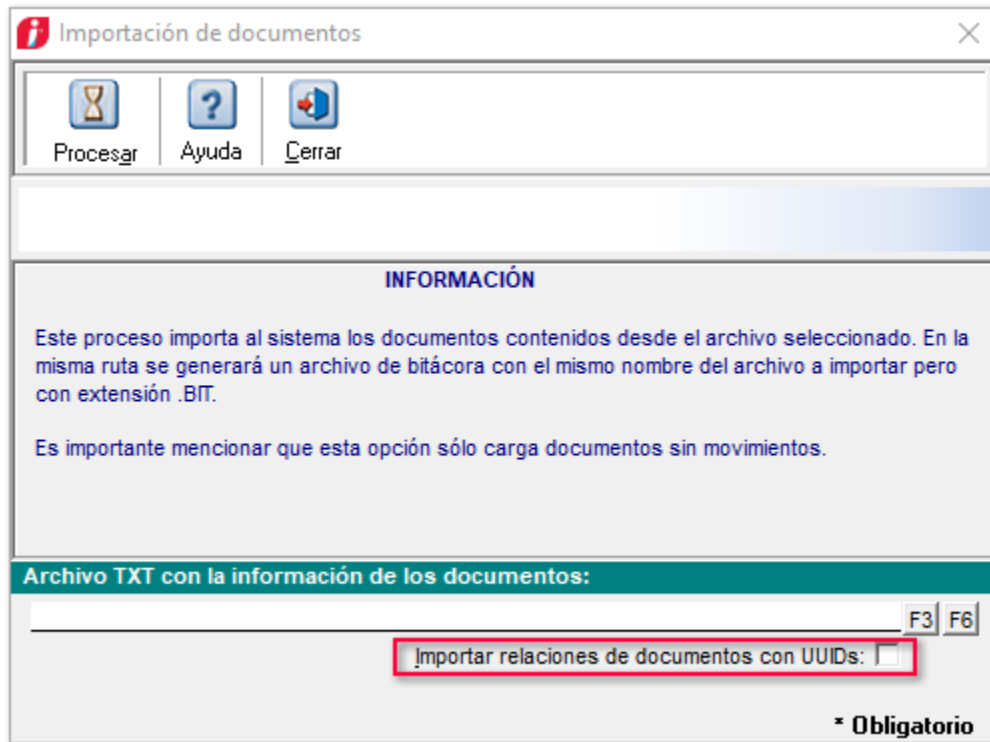 Importación de documentos
Procesar
Ayuda
Cerrar
INFORMACIÓN
Este proceso importa al sistema los documentos contenidos desde el archivo seleccionado. En la
misma ruta se generará un archivo de bitácora con el mismo nombre del archivo a importar pero
con extensión .BIT.
Es importante mencionar que esta opción sólo carga documentos sin movimientos.
Archivo TXT con la información de los documentos:
F3 F6
Importar relaciones de documentos con UUIDs:
* Obligatorio